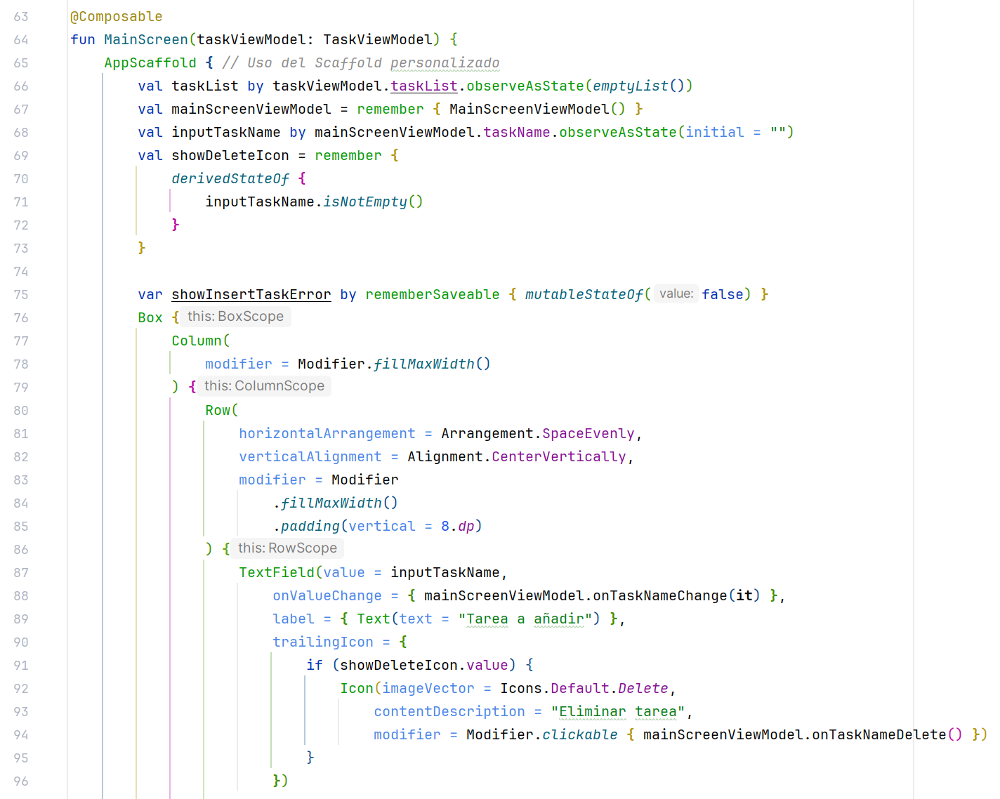 63 @Composable
64 fun MainScreen(taskViewModel: TaskViewModel) {
65     AppScaffold { // Uso del Scaffold personalizado
66         val taskList by taskViewModel.taskList.observeAsState(emptyList())
67         val mainScreenViewModel = remember { MainScreenViewModel() }
68         val inputTaskName by mainScreenViewModel.taskName.observeAsState(initial = "")
69         val showDeleteIcon = remember {
70             derivedStateOf {
71                 inputTaskName.isNotEmpty()
72             }
73         }
74
75         var showInsertTaskError by rememberSaveable { mutableStateOf( value: false) }
76         Box { this: BoxScope
77             Column(
78                 modifier = Modifier.fillMaxWidth()
79             ) { this: ColumnScope
80                 Row(
81                     horizontalArrangement = Arrangement.SpaceEvenly,
82                     verticalAlignment = Alignment.CenterVertically,
83                     modifier = Modifier
84                         .fillMaxWidth()
85                         .padding(vertical = 8.dp)
86                 ) { this: RowScope
87                     TextField(value = inputTaskName,
88                         onValueChange = { mainScreenViewModel.onTaskNameChange(it) },
89                         label = { Text(text = "Tarea a añadir") },
90                         trailingIcon = {
91                             if (showDeleteIcon.value) {
92                                 Icon(imageVector = Icons.Default.Delete,
93                                     contentDescription = "Eliminar tarea",
94                                     modifier = Modifier.clickable { mainScreenViewModel.onTaskNameDelete() })
95                             }
96                         })